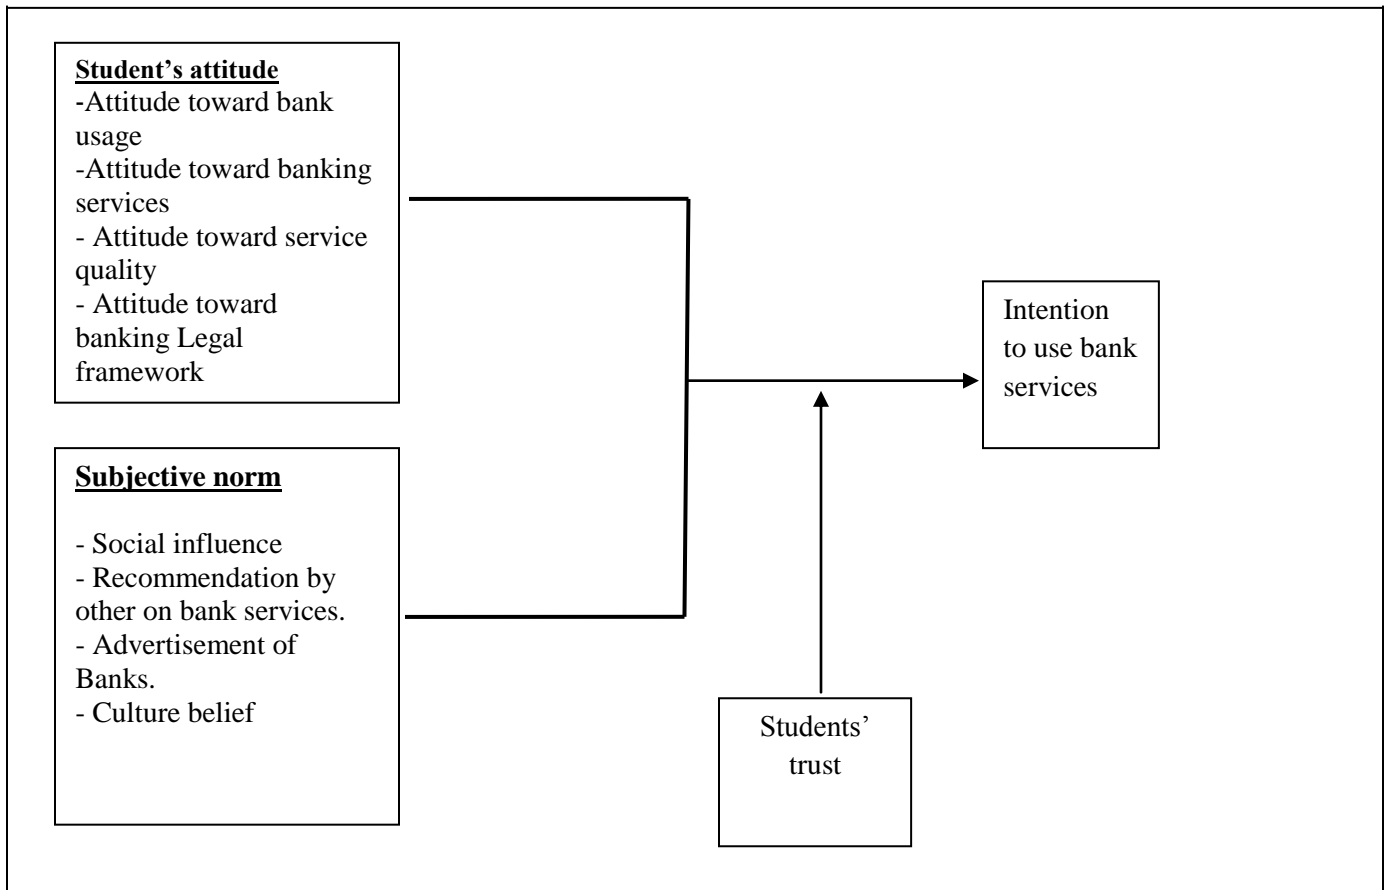 Student’s attitude
-Attitude toward bank
usage
-Attitude toward banking
services
- Attitude toward service
quality
- Attitude toward
banking Legal
framework
Subjective norm
- Social influence
- Recommendation by
other on bank services.
- Advertisement of
Banks.
- Culture belief
Intention
to use bank
services
Students’
trust